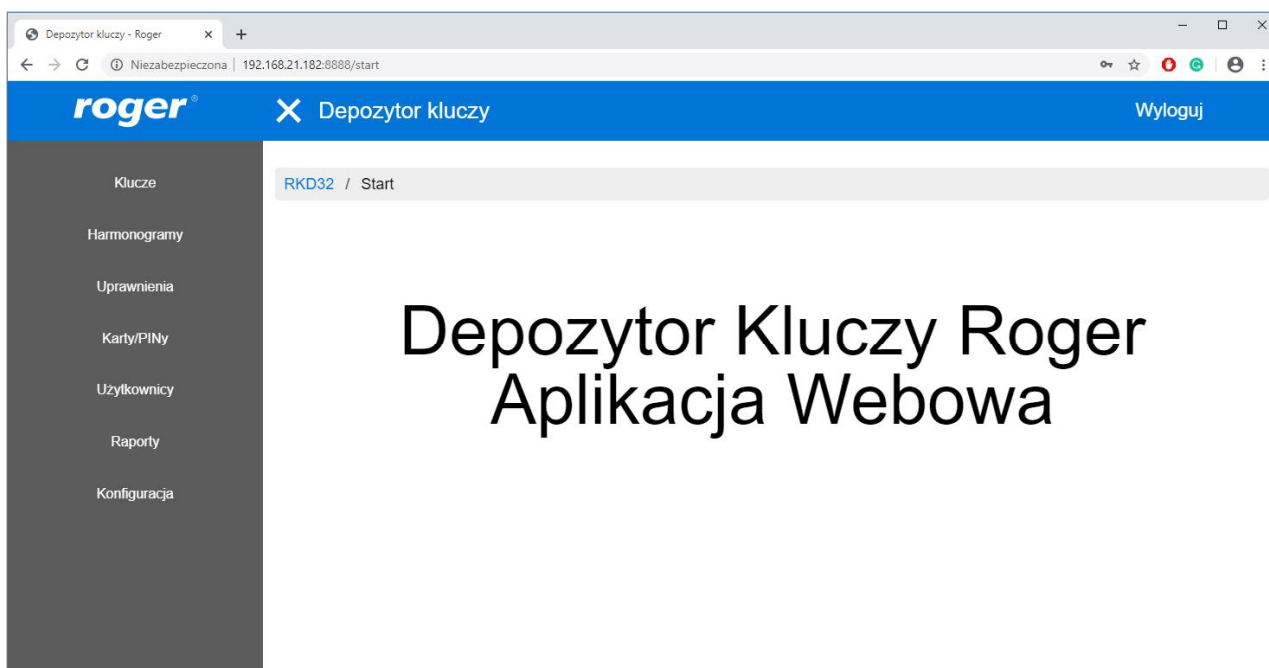 Depozytor kluczy - Roger
Niezabezpieczona | 192.168.21.182:8888/start
roger®
Depozytor kluczy
Wyloguj
Klucze
Harmonogramy
Uprawnienia
Karty/PINy
Użytkownicy
Raporty
Konfiguracja
RKD32 / Start
Depozytor Kluczy Roger
Aplikacja Webowa